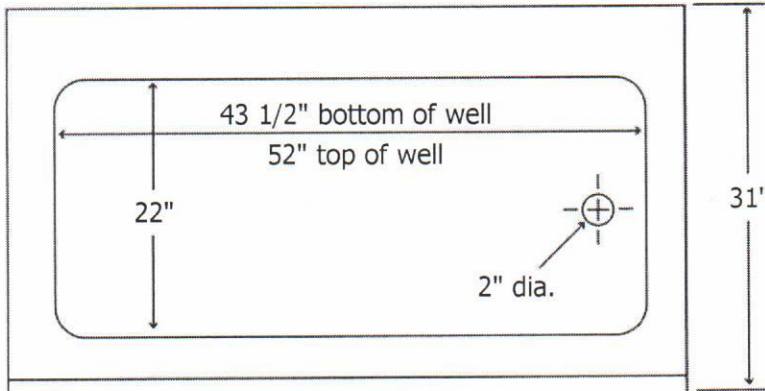 43 1/2" bottom of well
52" top of well
22"
31"
2" dia.